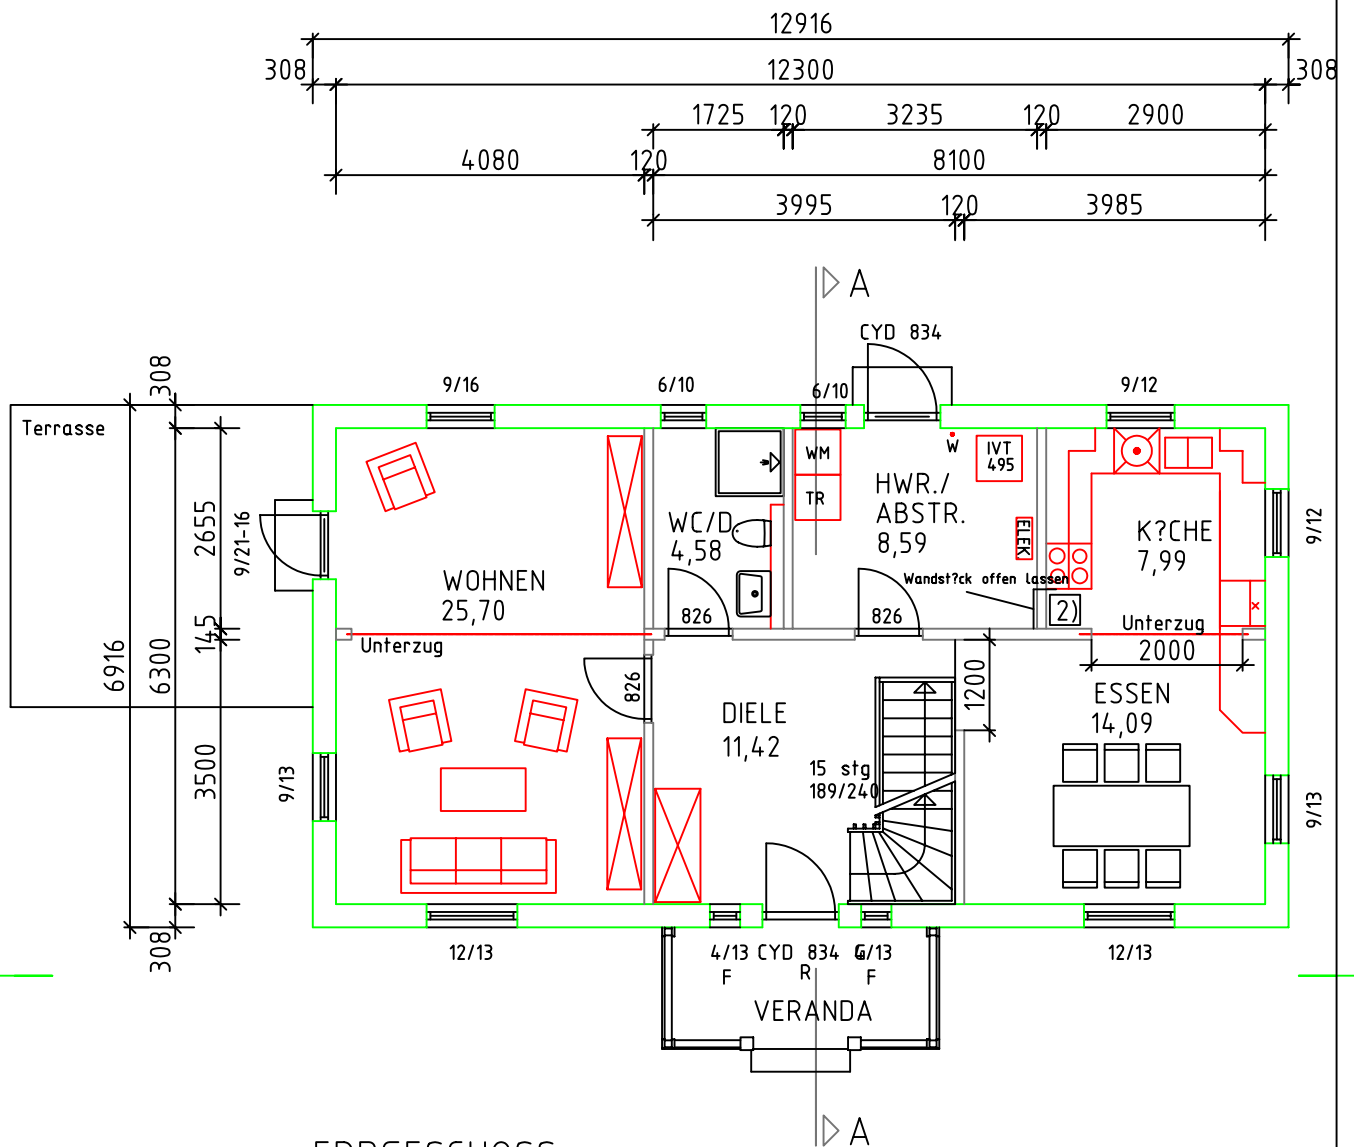 12916
308
12300
308
1725
120
3235
120
2900
4080
120
8100
3995
120
3985
A
CYD 834
9/16
6/10
6/10
9/12
308
Terrasse
W
WM
IVT
495
TR
HWR./
ABSTR.
8,59
WC/D
4,58
ELEK
K?CHE
7,99
9/12
2655
9/21-16
WOHNEN
25,70
Wandst?ck offen lassen
826
826
2)
Unterzug
Unterzug
145
6916
6300
2000
826
1200
DIELE
11,42
ESSEN
14,09
3500
9/13
15 stg
189/240
9/13
308
12/13
4/13
CYD 834
4/13
12/13
F
R
F
VERANDA
A
ERDGESCHOSS